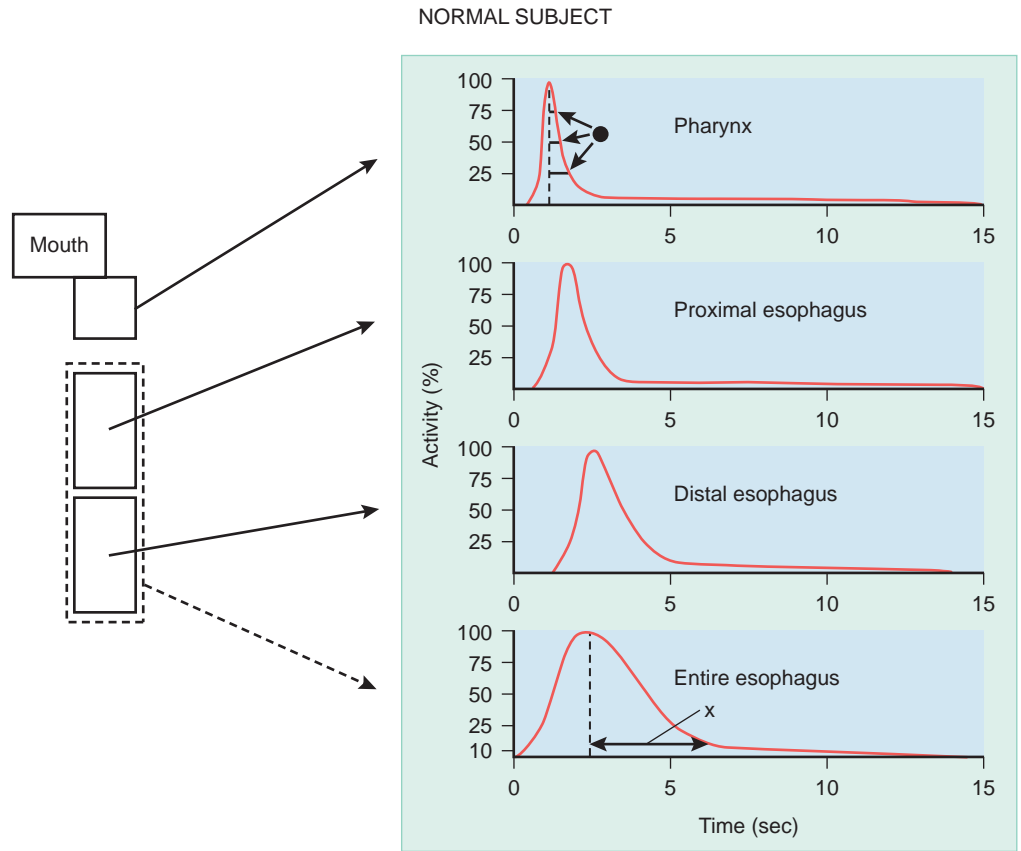 NORMAL SUBJECT
Mouth
Activity (%)
100
75
50
25
Pharynx
0 5 10 15
100
75
50
25
Proximal esophagus
0 5 10 15
100
75
50
25
Distal esophagus
0 5 10 15
100
75
50
25
10
Entire esophagus
x
0 5 10 15
Time (sec)